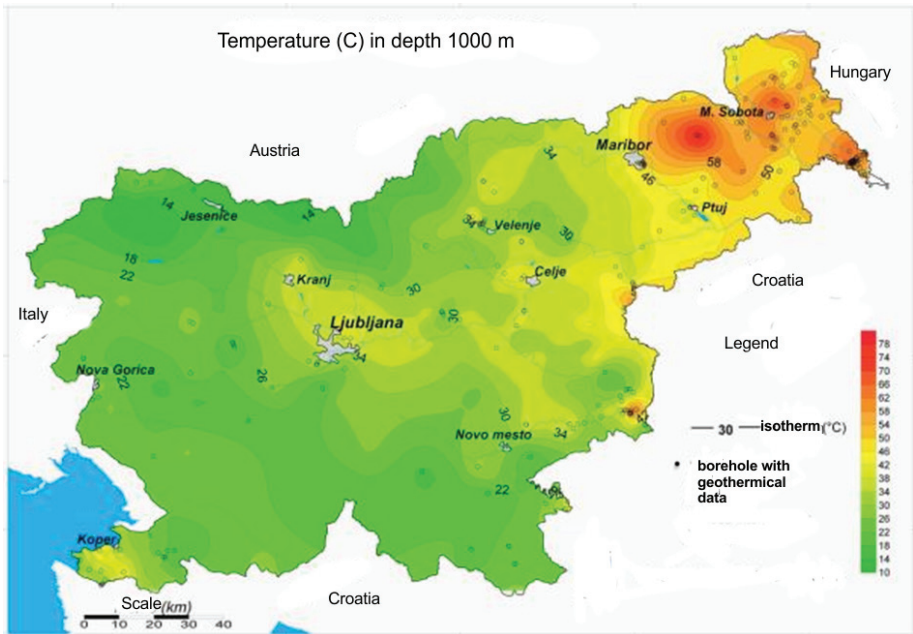 Temperature (C) in depth 1000 m
Hungary
M. Sobota
Austria
Maribor
34
58
50
46
14
Jesenice
14
34
Velenje
30
Ptuj
18
22
Kranj
30
Celje
Croatia
Italy
Ljubljana
30
34
Legend
Nova Gorica
22
26
78
74
70
66
62
58
54
50
46
42
38
34
30
26
22
18
14
10
30
Novo mesto
34
30 isotherm (°C)
22
borehole with
geothermical
data
Koper
Scale (km)
0 10 20 30 40
Croatia